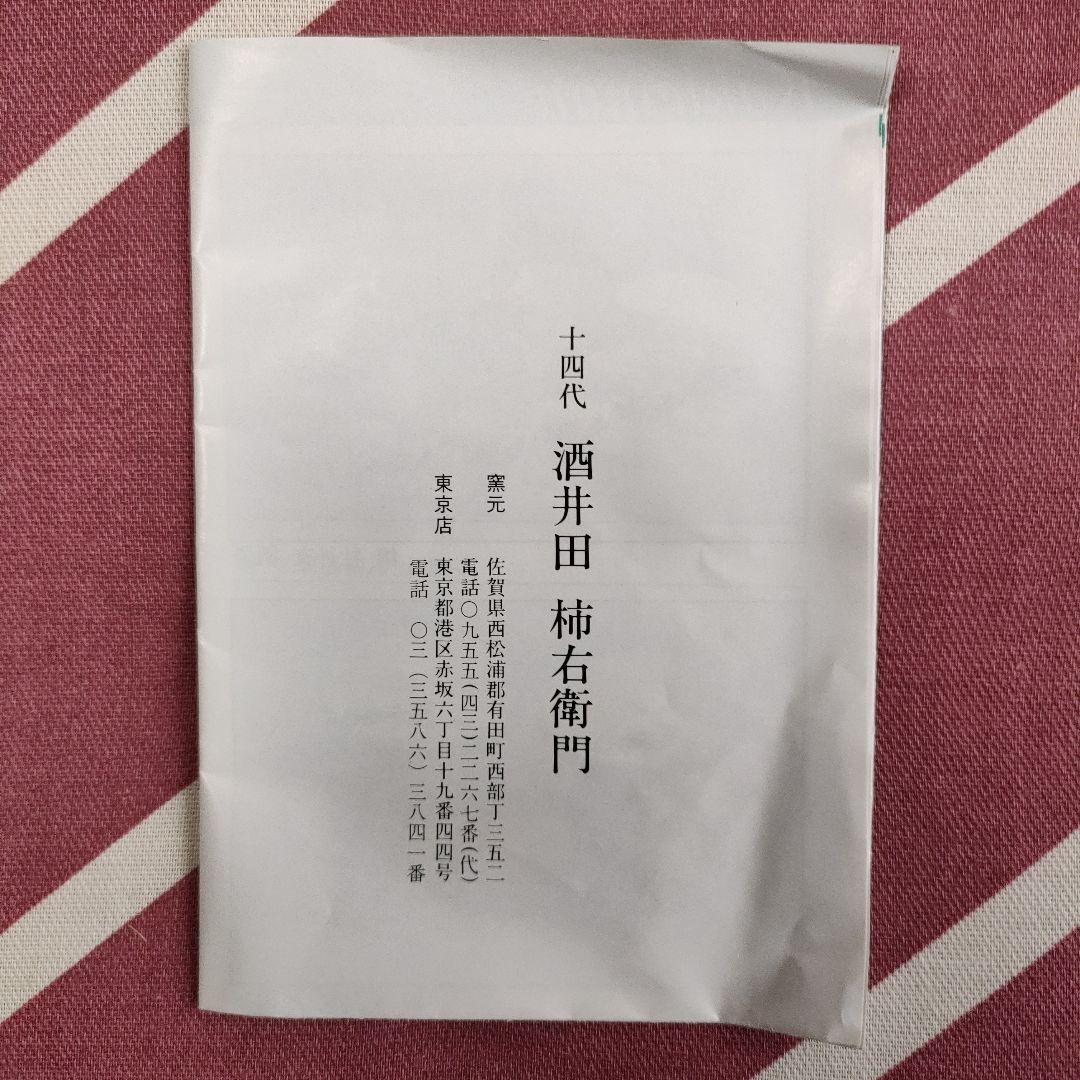 十四代 酒井田 柿右衛門
窯元 佐賀県西松浦郡有田町西部丁三五二
電話〇九五五(四三)二二六七番(代)
東京店 東京都港区赤坂六丁目十九番四四号
電話 〇三(三五八六)三八四一番